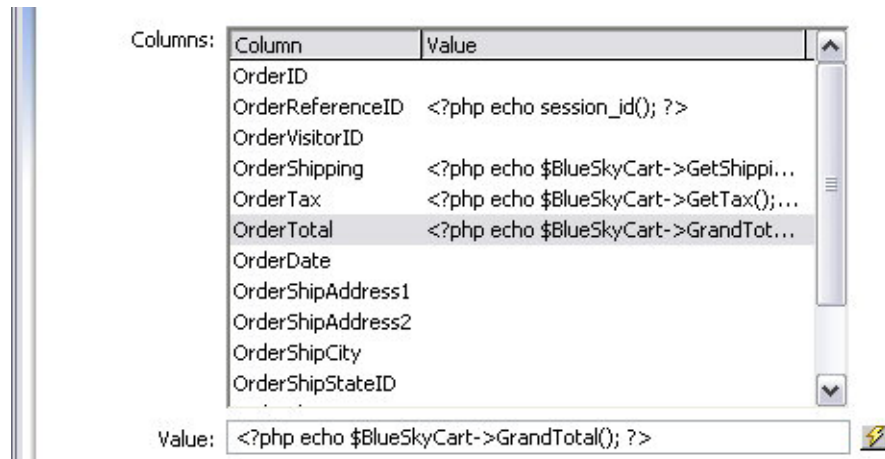 Columns: Column Value
OrderID
OrderReferenceID <?php echo session_id(); ?>
OrderVisitorID
OrderShipping <?php echo $BlueSkyCart->GetShippi...
OrderTax <?php echo $BlueSkyCart->GetTax();...
OrderTotal <?php echo $BlueSkyCart->GrandTot...
OrderDate
OrderShipAddress1
OrderShipAddress2
OrderShipCity
OrderShipStateID
Value: <?php echo $BlueSkyCart->GrandTotal(); ?>